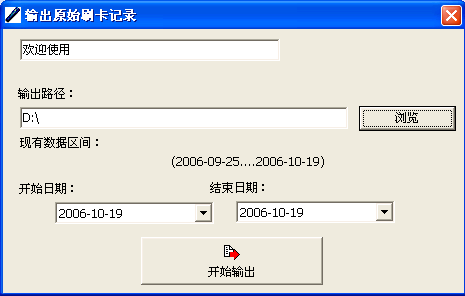 输出原始刷卡记录
欢迎使用
输出路径：
D:\
浏览
现有数据区间：
(2006-09-25....2006-10-19)
开始日期：
结束日期：
2006-10-19
2006-10-19
开始输出